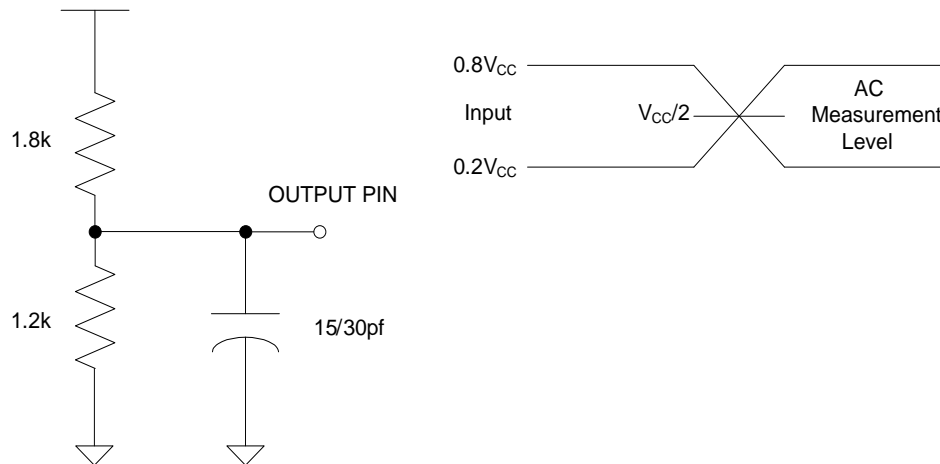 0.8VCC
Input
VCC/2
AC
Measurement
Level
0.2VCC
1.8k
OUTPUT PIN
1.2k
15/30pf